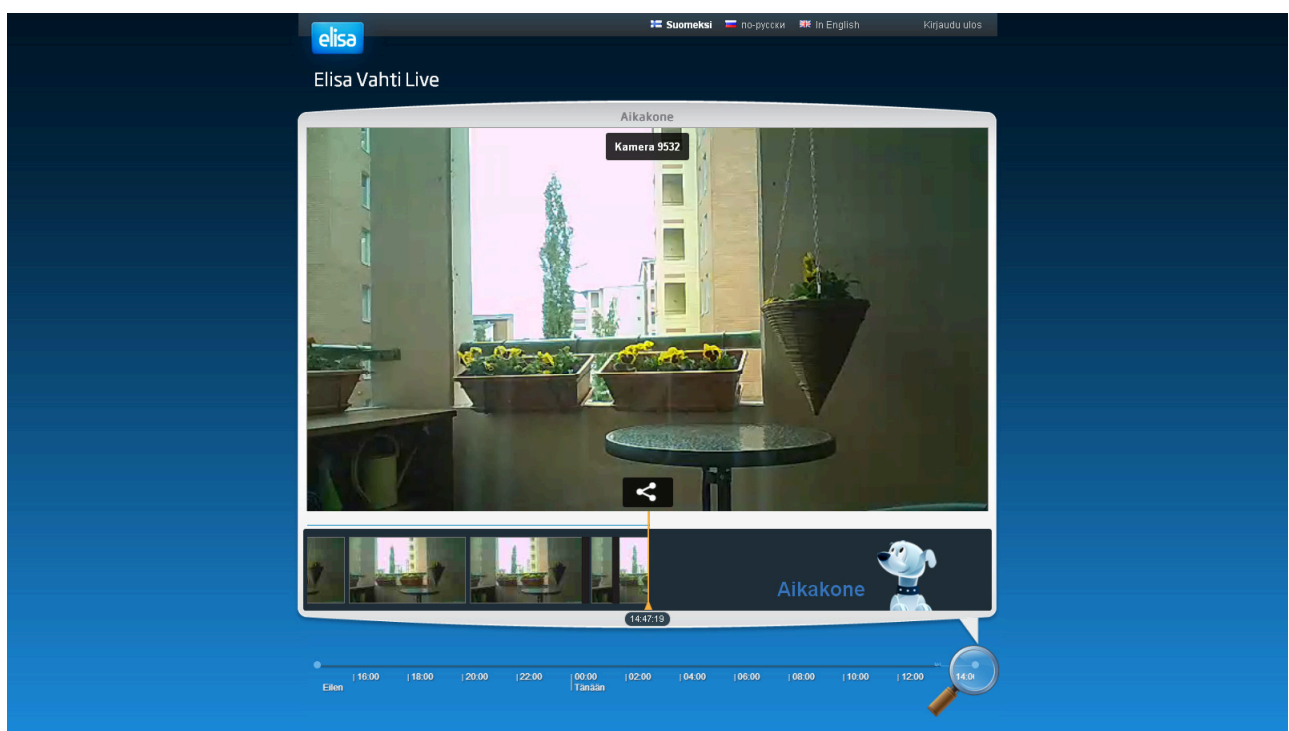 elisa
Suomeksi по-русски In English Kirjaudu ulos
Elisa Vahti Live
Aikakone
Kamera 9532
Aikakone
14:47:19
16:00 18:00 20:00 22:00 00:00 02:00 04:00 06:00 08:00 10:00 12:00
Eilen Tänään